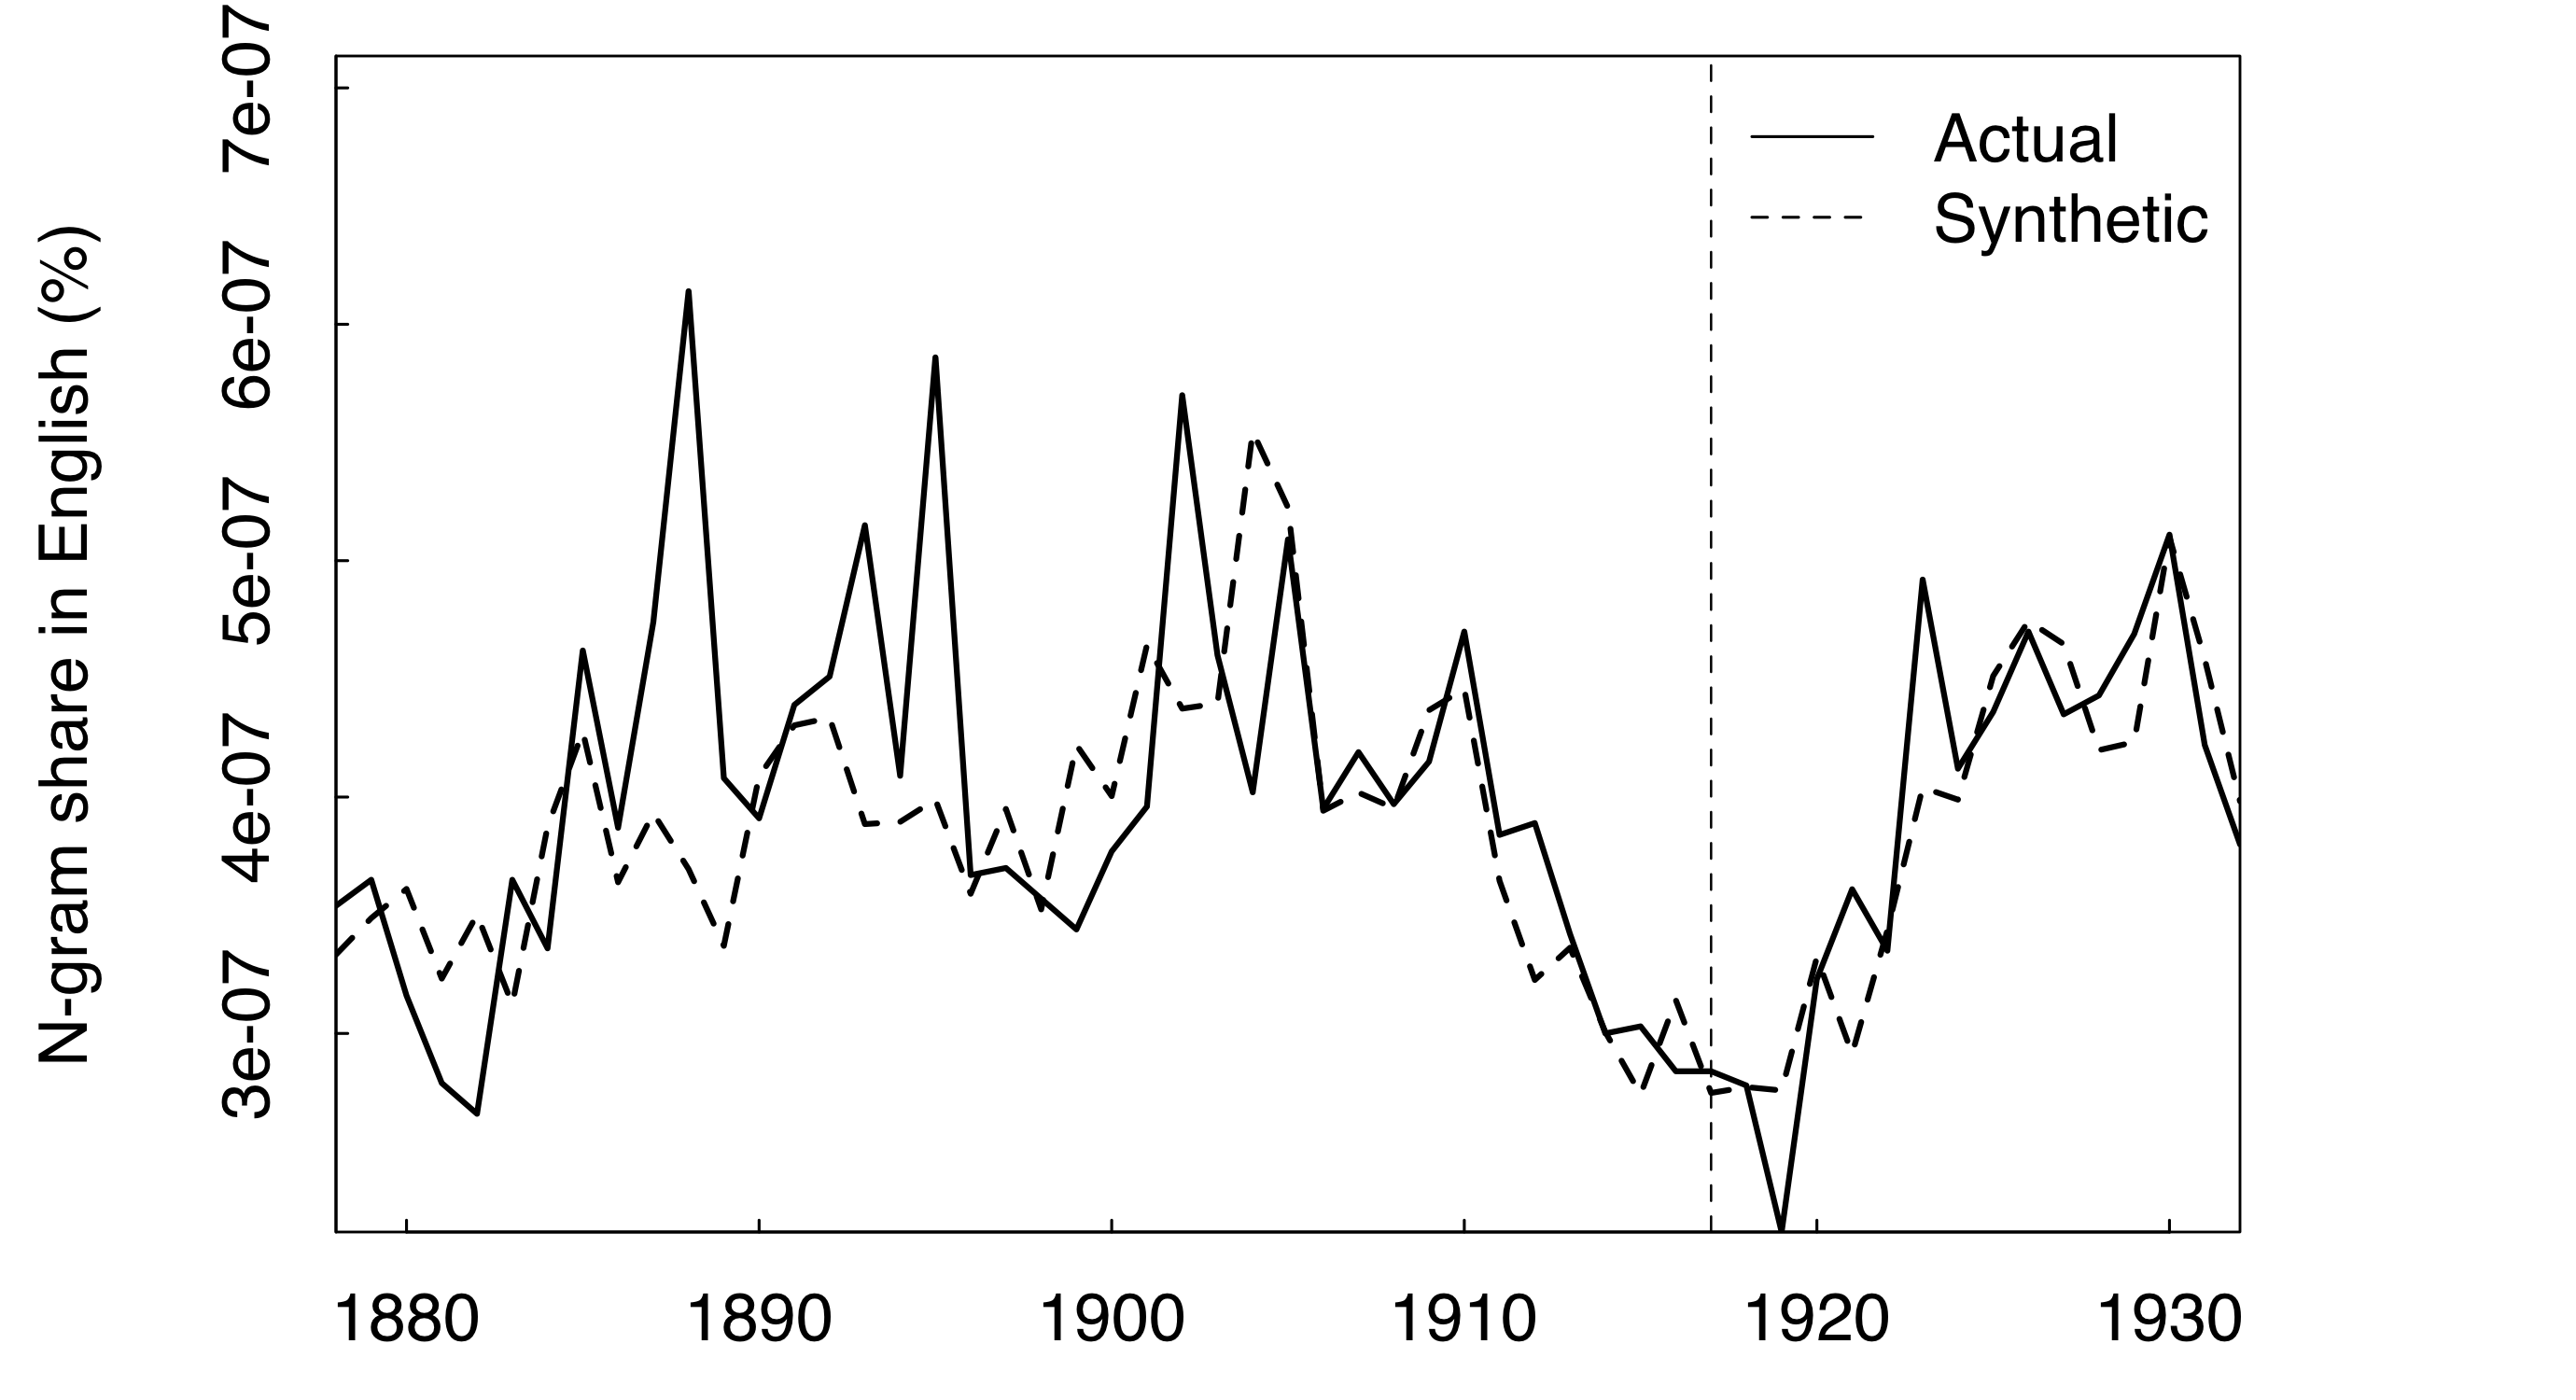 N-gram share in English (%)
7e-07
6e-07
5e-07
4e-07
3e-07
Actual
Synthetic
1880 1890 1900 1910 1920 1930